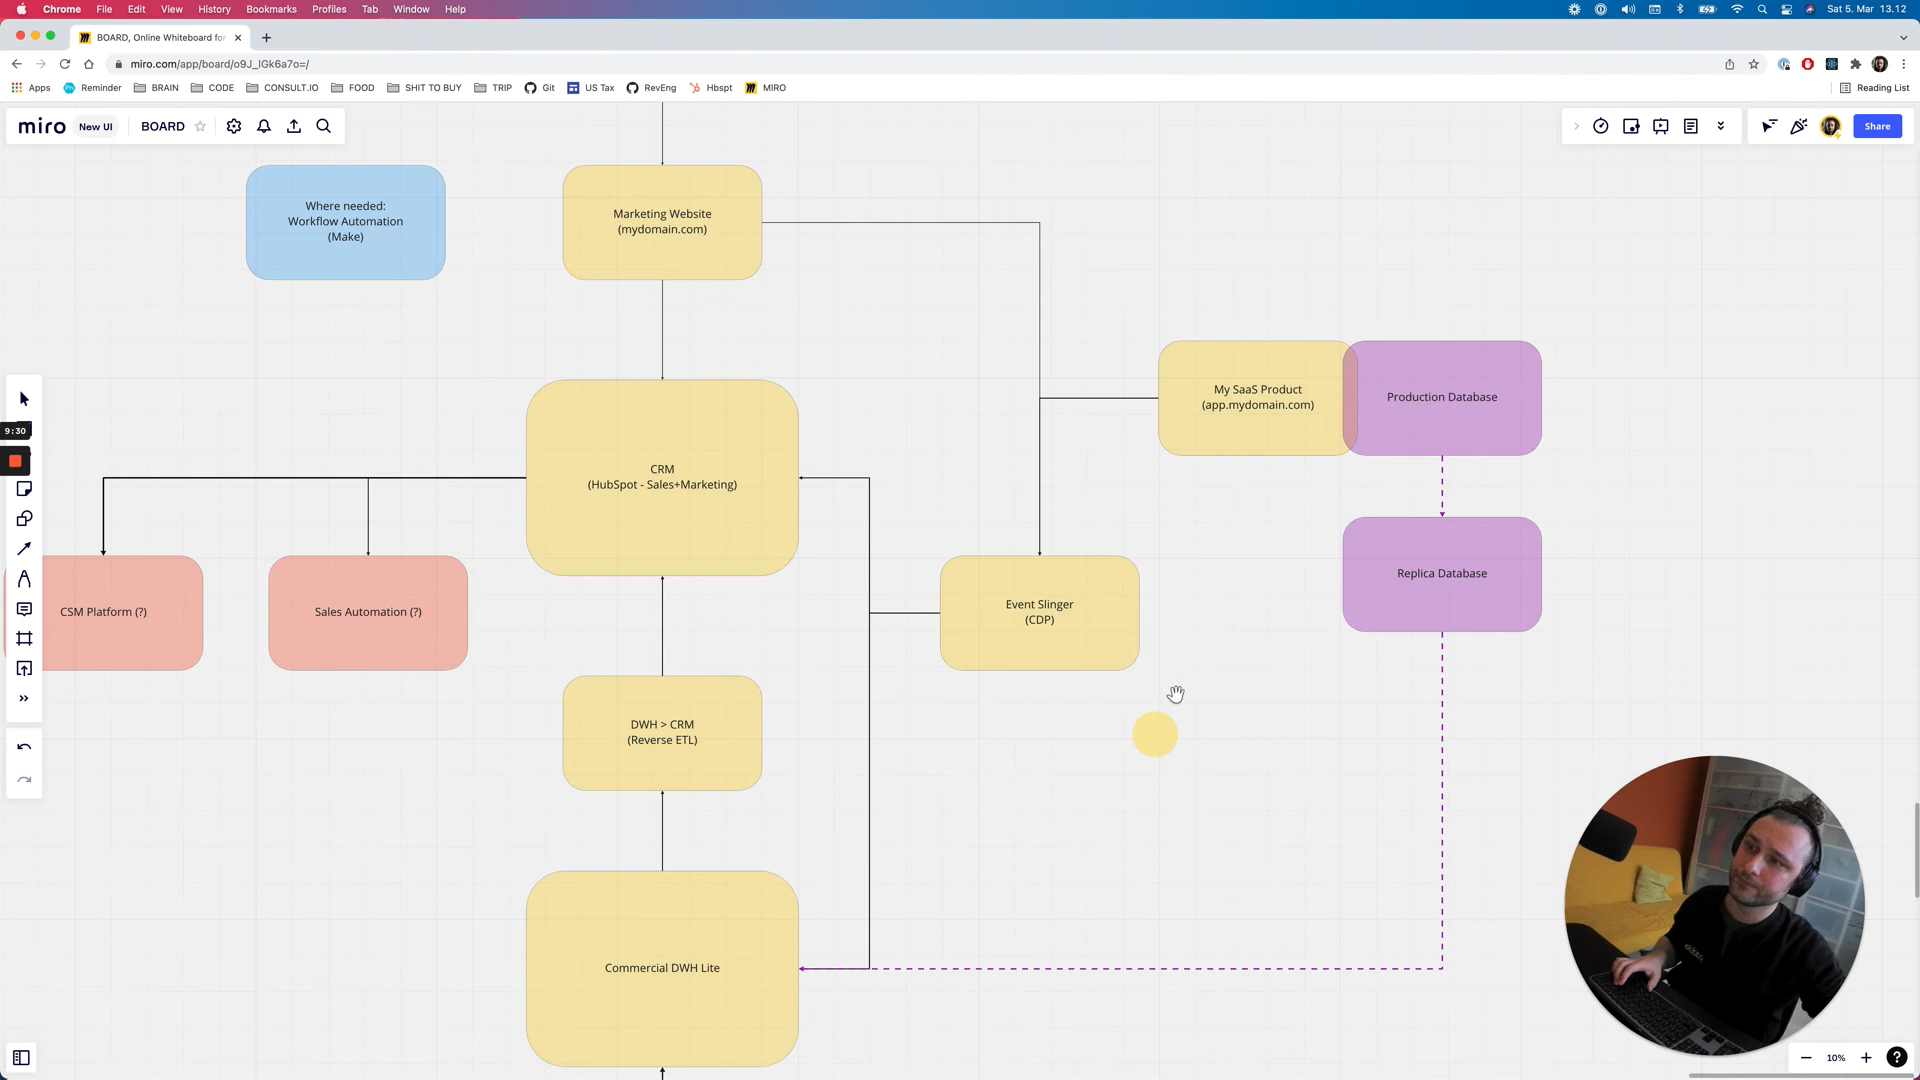 Chrome File Edit View History Bookmarks Profiles Tab Window Help
Sat 5. Mar 13.12
BOARD, Online Whiteboard for
miro.com/app/board/o9J_lGk6a7o=/
Apps Reminder BRAIN CODE CONSULT.IO FOOD SHIT TO BUY TRIP Git US Tax RevEng Hbspt MIRO Reading List
miro New UI BOARD
Share
Where needed:
Workflow Automation
(Make)
Marketing Website
(mydomain.com)
My SaaS Product
(app.mydomain.com)
Production Database
9:30
CRM
(HubSpot - Sales+Marketing)
CSM Platform (?)
Sales Automation (?)
Event Slinger
(CDP)
Replica Database
DWH > CRM
(Reverse ETL)
Commercial DWH Lite
10%